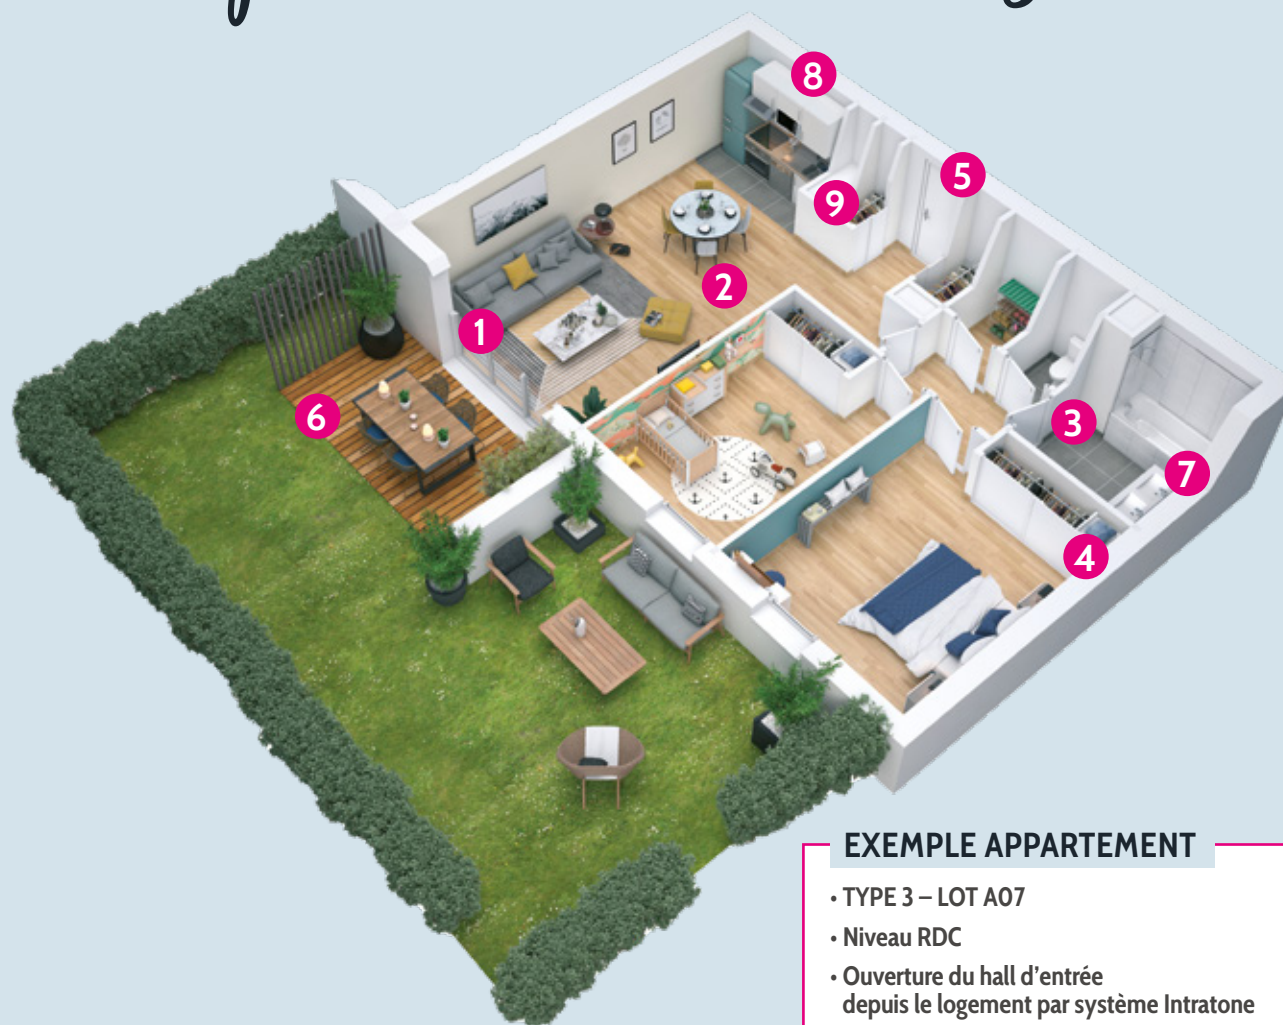 8
5
9
2
1
6
3
7
4
EXEMPLE APPARTEMENT
• TYPE 3 – LOT A07
• Niveau RDC
• Ouverture du hall d'entrée
depuis le logement par système Intratone